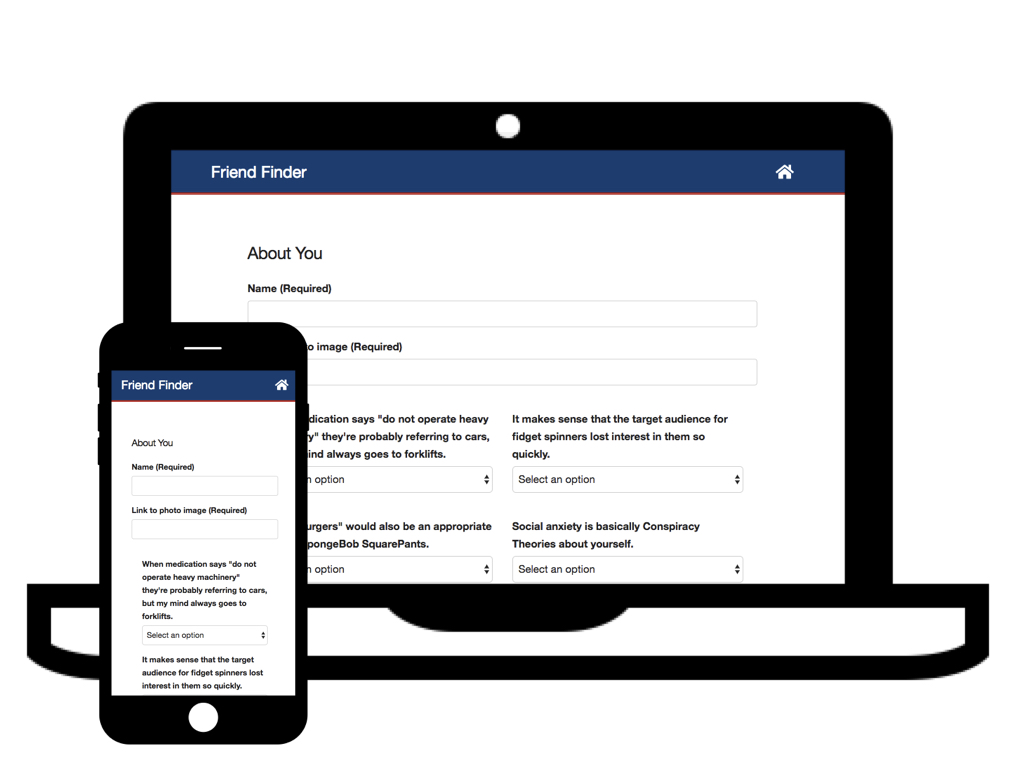 Friend Finder
About You
Name (Required)
o image (Required)
dication says "do not operate heavy
y" they're probably referring to cars,
ind always goes to forklifts.
n option
It makes sense that the target audience for
fidget spinners lost interest in them so
quickly.
Select an option
urgers" would also be an appropriate
pongeBob SquarePants.
n option
Social anxiety is basically Conspiracy
Theories about yourself.
Select an option
Friend Finder
About You
Name (Required)
Link to photo image (Required)
When medication says "do not
operate heavy machinery"
they're probably referring to cars,
but my mind always goes to
forklifts.
Select an option
It makes sense that the target
audience for fidget spinners lost
interest in them so quickly.